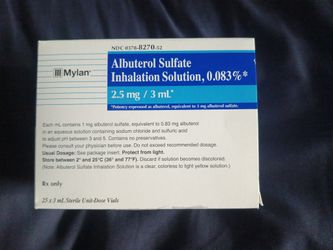 NDC 0378-8270-52
Mylan®
Albuterol Sulfate
Inhalation Solution, 0.083%*
2.5 mg / 3 mL*
*Potency expressed as albuterol, equivalent to 3 mg albuterol sulfate.
Each mL contains 1 mg albuterol sulfate, equivalent to 0.83 mg albuterol
in an aqueous solution containing sodium chloride and sulfuric acid
to adjust pH between 3 and 5. Contains no preservatives.
Please consult your physician before use. Do not exceed recommended dosage.
Usual Dosage: See package insert. Protect from light.
Store between 2° and 25°C (36° and 77°F). Discard if solution becomes discolored.
(Note: Albuterol Sulfate Inhalation Solution is a clear, colorless to light yellow solution.)
Rx only
25 x 3 mL Sterile Unit-Dose Vials